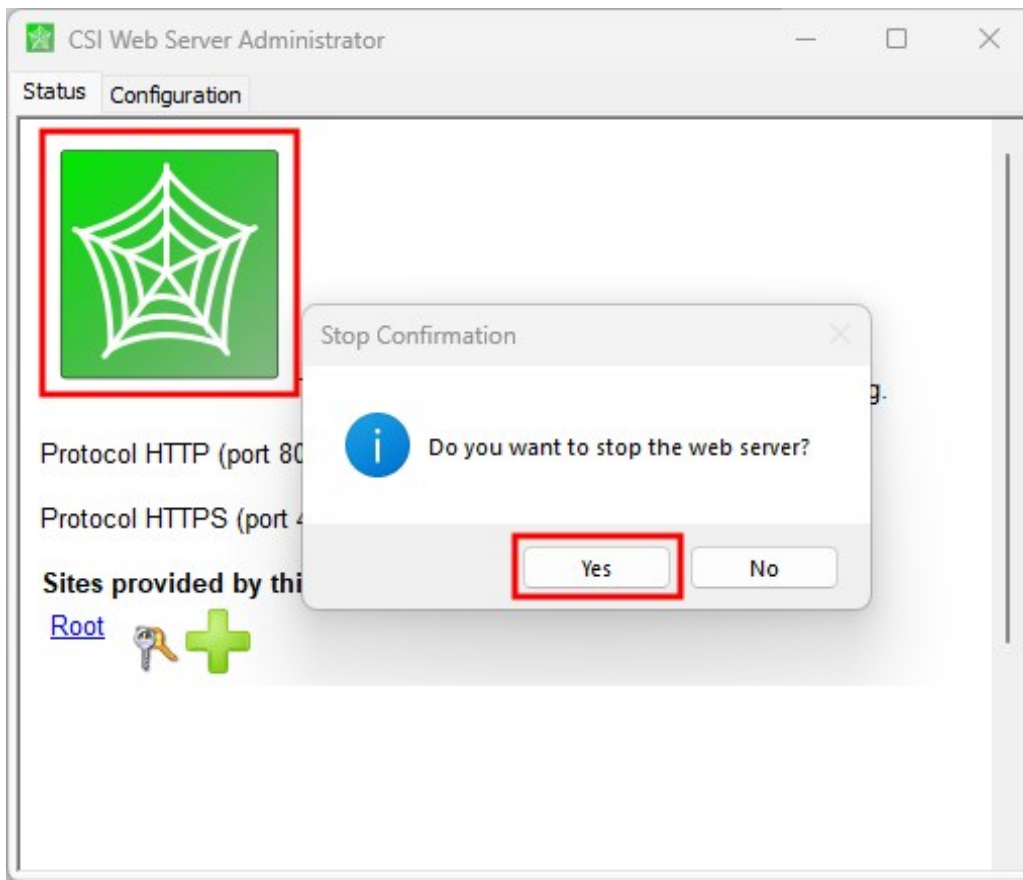 CSI Web Server Administrator
Status Configuration
Stop Confirmation
g.
Do you want to stop the web server?
Protocol HTTP (port 80
Protocol HTTPS (port
Yes No
Sites provided by thi
Root